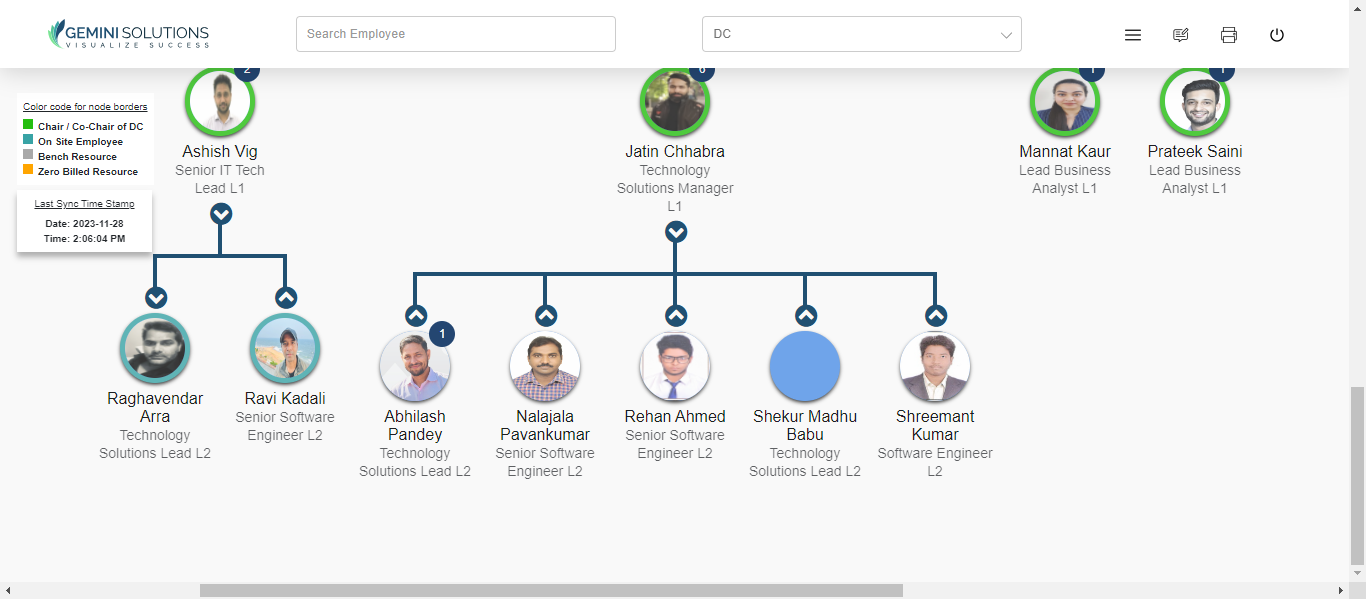 GEMINI SOLUTIONS
VISUALIZE SUCCESS
Search Employee
DC
Color code for node borders
Chair / Co-Chair of DC
On Site Employee
Bench Resource
Zero Billed Resource
Last Sync Time Stamp
Date: 2023-11-28
Time: 2:06:04 PM
2
Ashish Vig
Senior IT Tech
Lead L1
Jatin Chhabra
Technology
Solutions Manager
L1
Mannat Kaur
Lead Business
Analyst L1
Prateek Saini
Lead Business
Analyst L1
Raghavendar
Arra
Technology
Solutions Lead L2
Ravi Kadali
Senior Software
Engineer L2
1
Abhilash
Pandey
Technology
Solutions Lead L2
Nalajala
Pavankumar
Senior Software
Engineer L2
Rehan Ahmed
Senior Software
Engineer L2
Shekur Madhu
Babu
Technology
Solutions Lead L2
Shreemant
Kumar
Software Engineer
L2